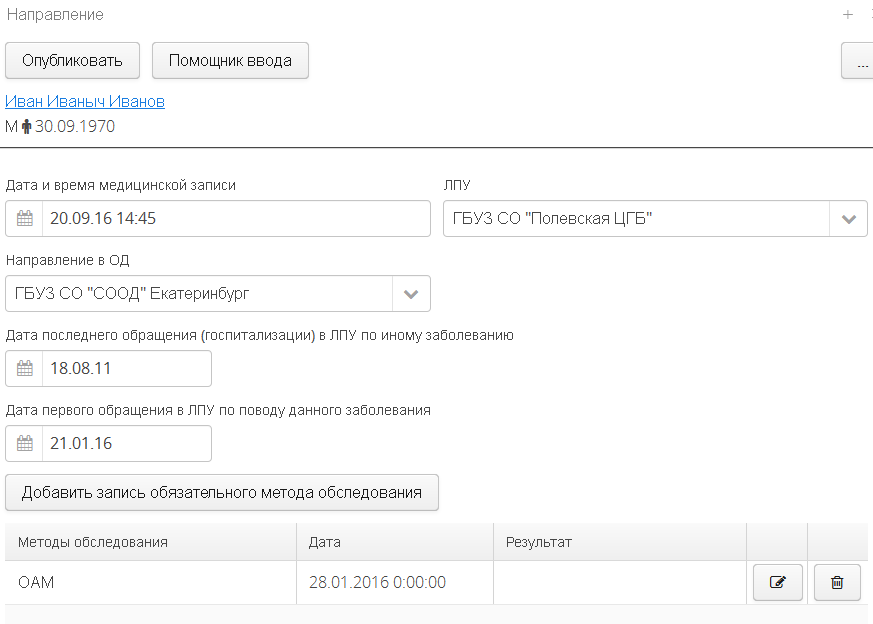 Направление +
Опубликовать Помощник ввода ...
Иван Иваныч Иванов
М 30.09.1970
Дата и время медицинской записи ЛПУ
20.09.16 14:45 ГБУЗ СО "Полевская ЦГБ"
Направление в ОД
ГБУЗ СО "СООД" Екатеринбург
Дата последнего обращения (госпитализации) в ЛПУ по иному заболеванию
18.08.11
Дата первого обращения в ЛПУ по поводу данного заболевания
21.01.16
Добавить запись обязательного метода обследования
Методы обследования Дата Результат
ОАМ 28.01.2016 0:00:00